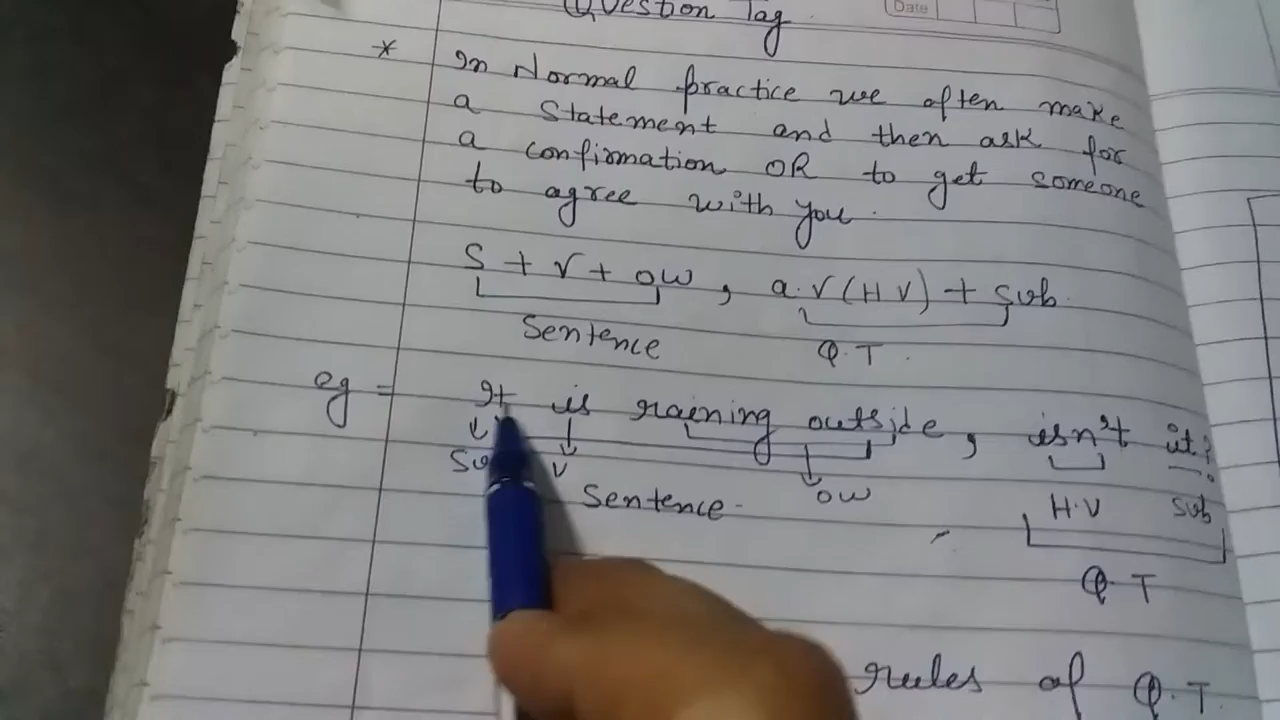 Question Tag
Date
* In Normal practice we often make
a statement and then ask for
a confirmation OR to get someone
to agree with you.
S + V + OW, a.V (HV) + Sub.
Sentence Q.T.
eg = It is raining outside, isn't it?
V OW H.V Sub
Sentence.
Q.T
rules of Q.T.